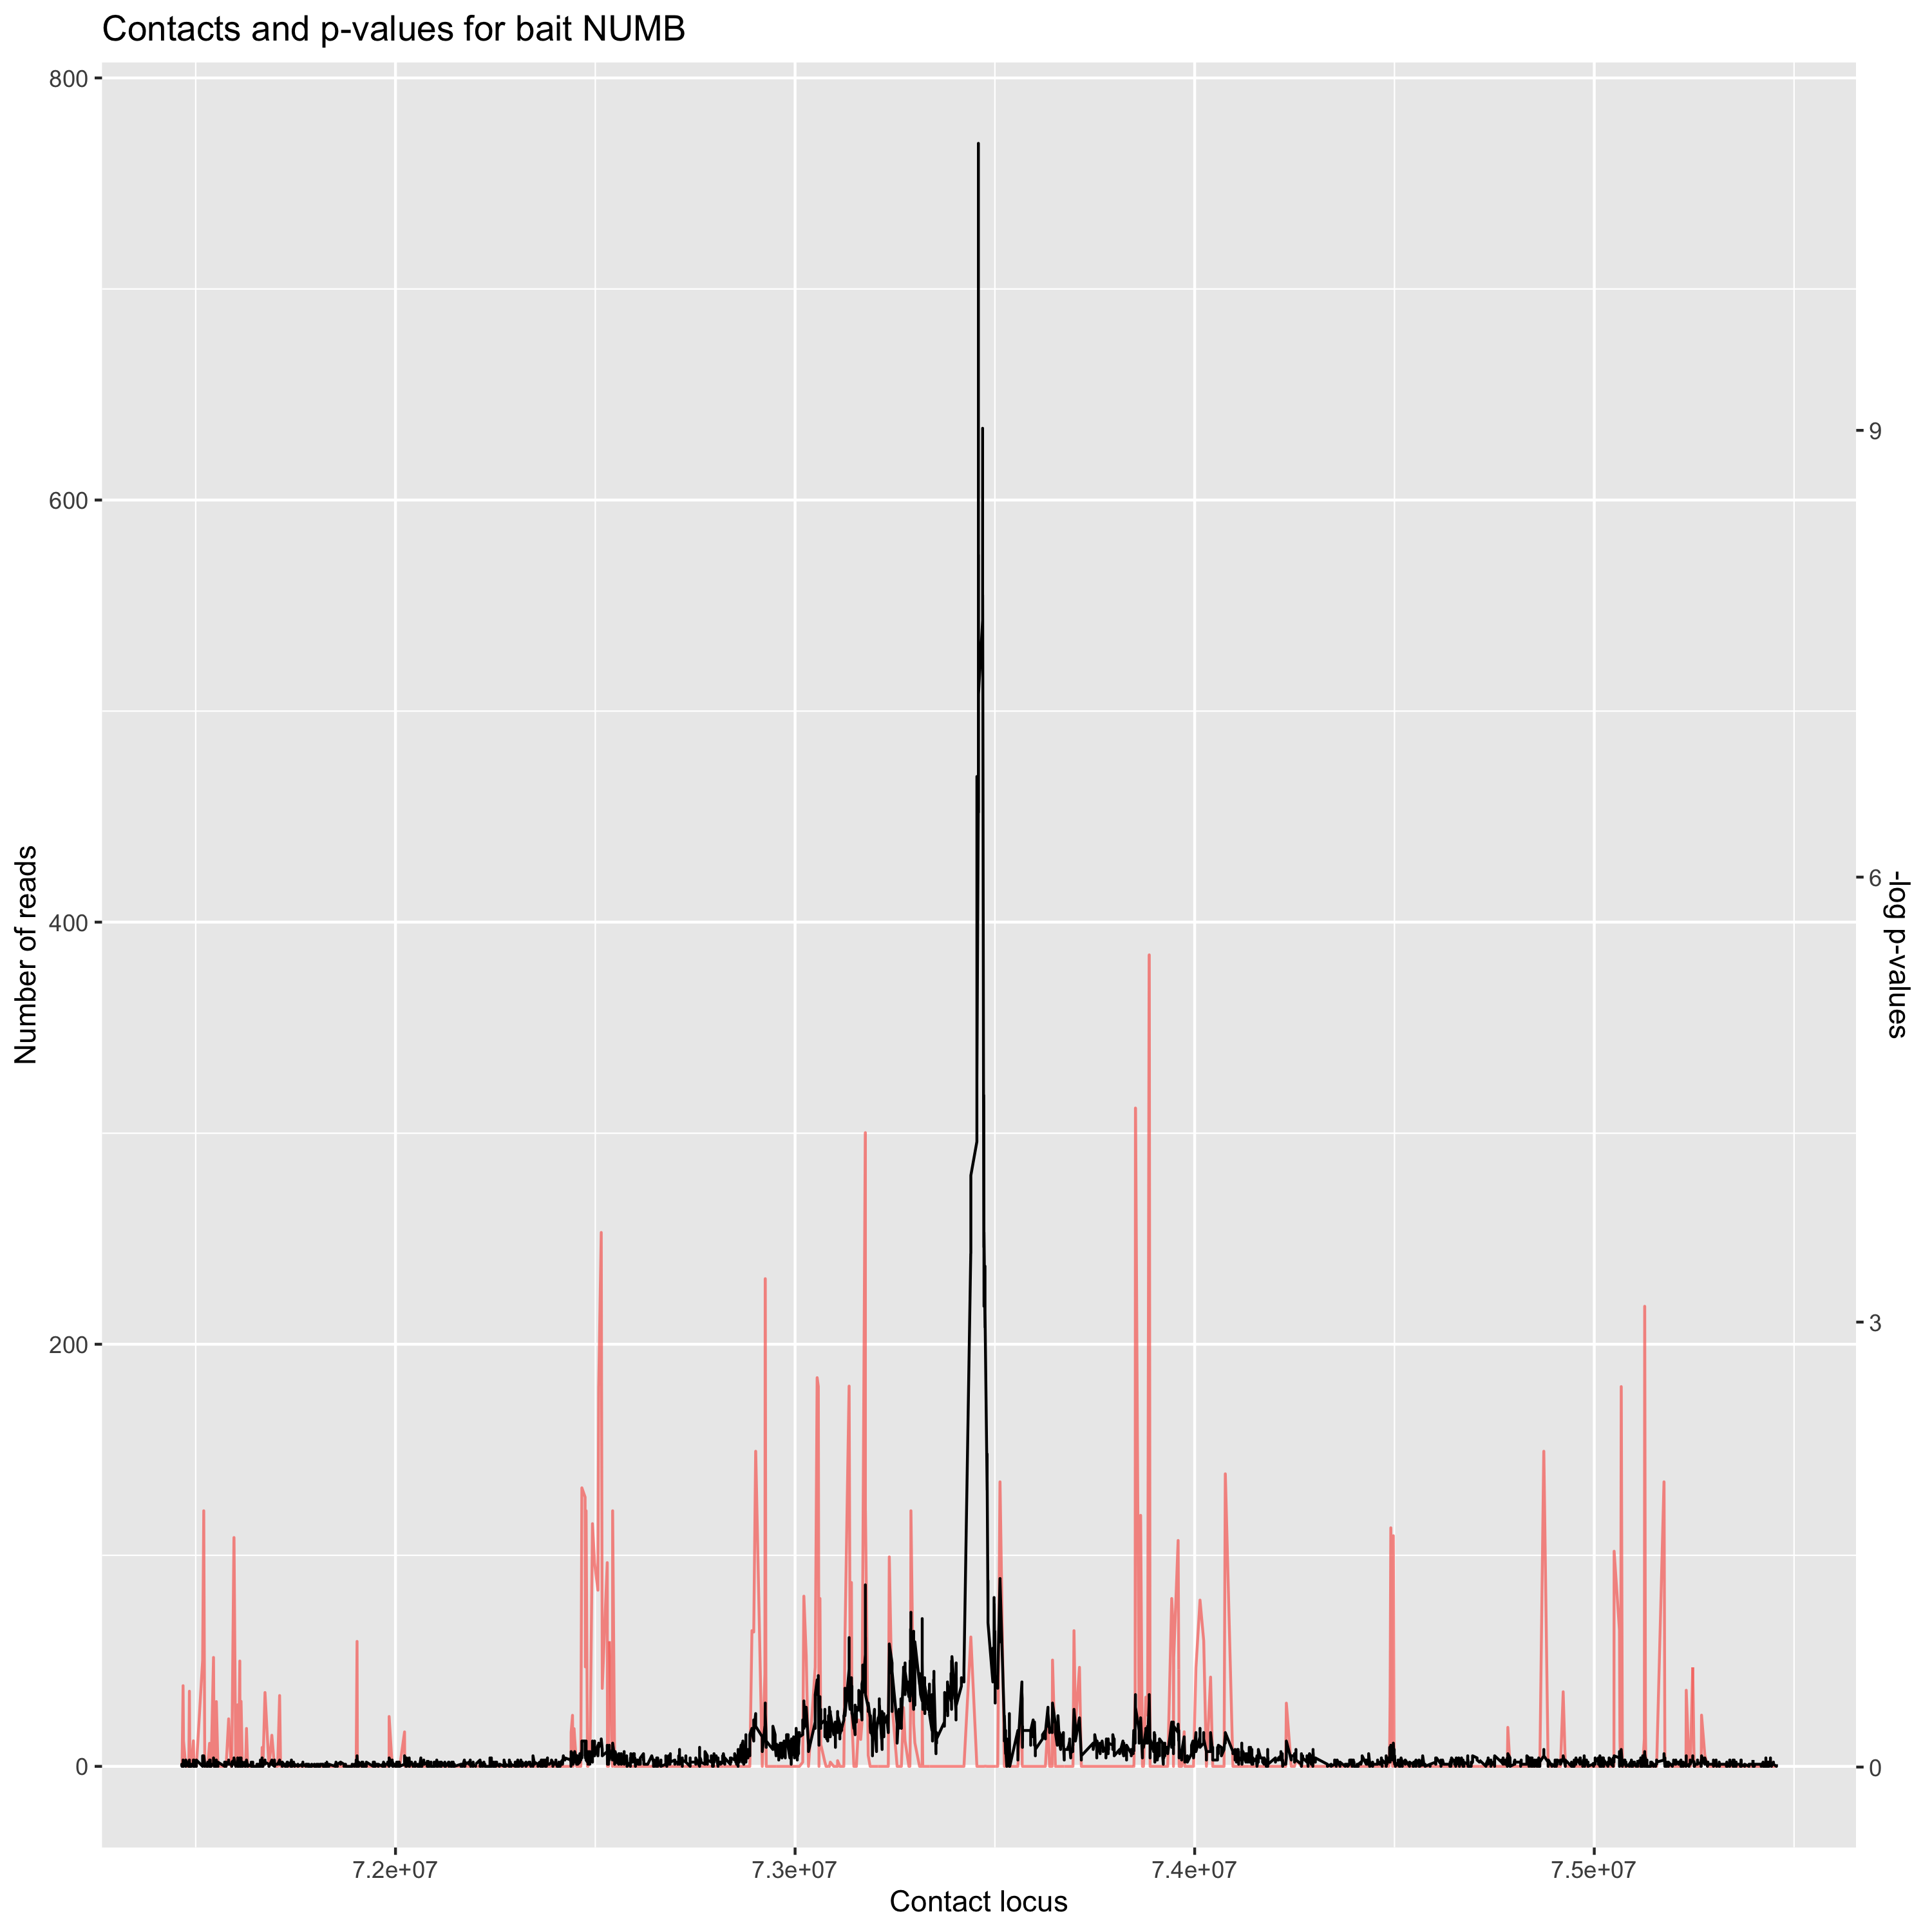 Contacts and p-values for bait NUMB
800
600
400
200
0
Number of reads
9
6
3
0
-log p-values
7.2e+07
7.3e+07
7.4e+07
7.5e+07
Contact locus